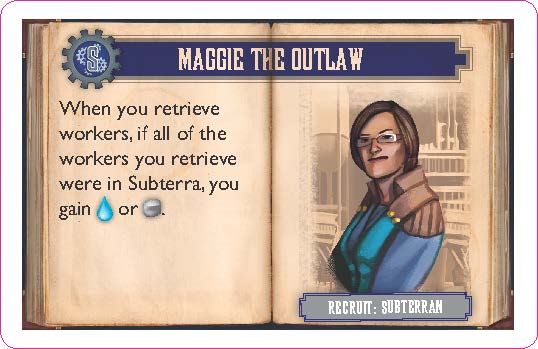 S
MAGGIE THE OUTLAW
When you retrieve
workers, if all of the
workers you retrieve
were in Subterra, you
gain or .
RECRUIT: SUBTERRAN